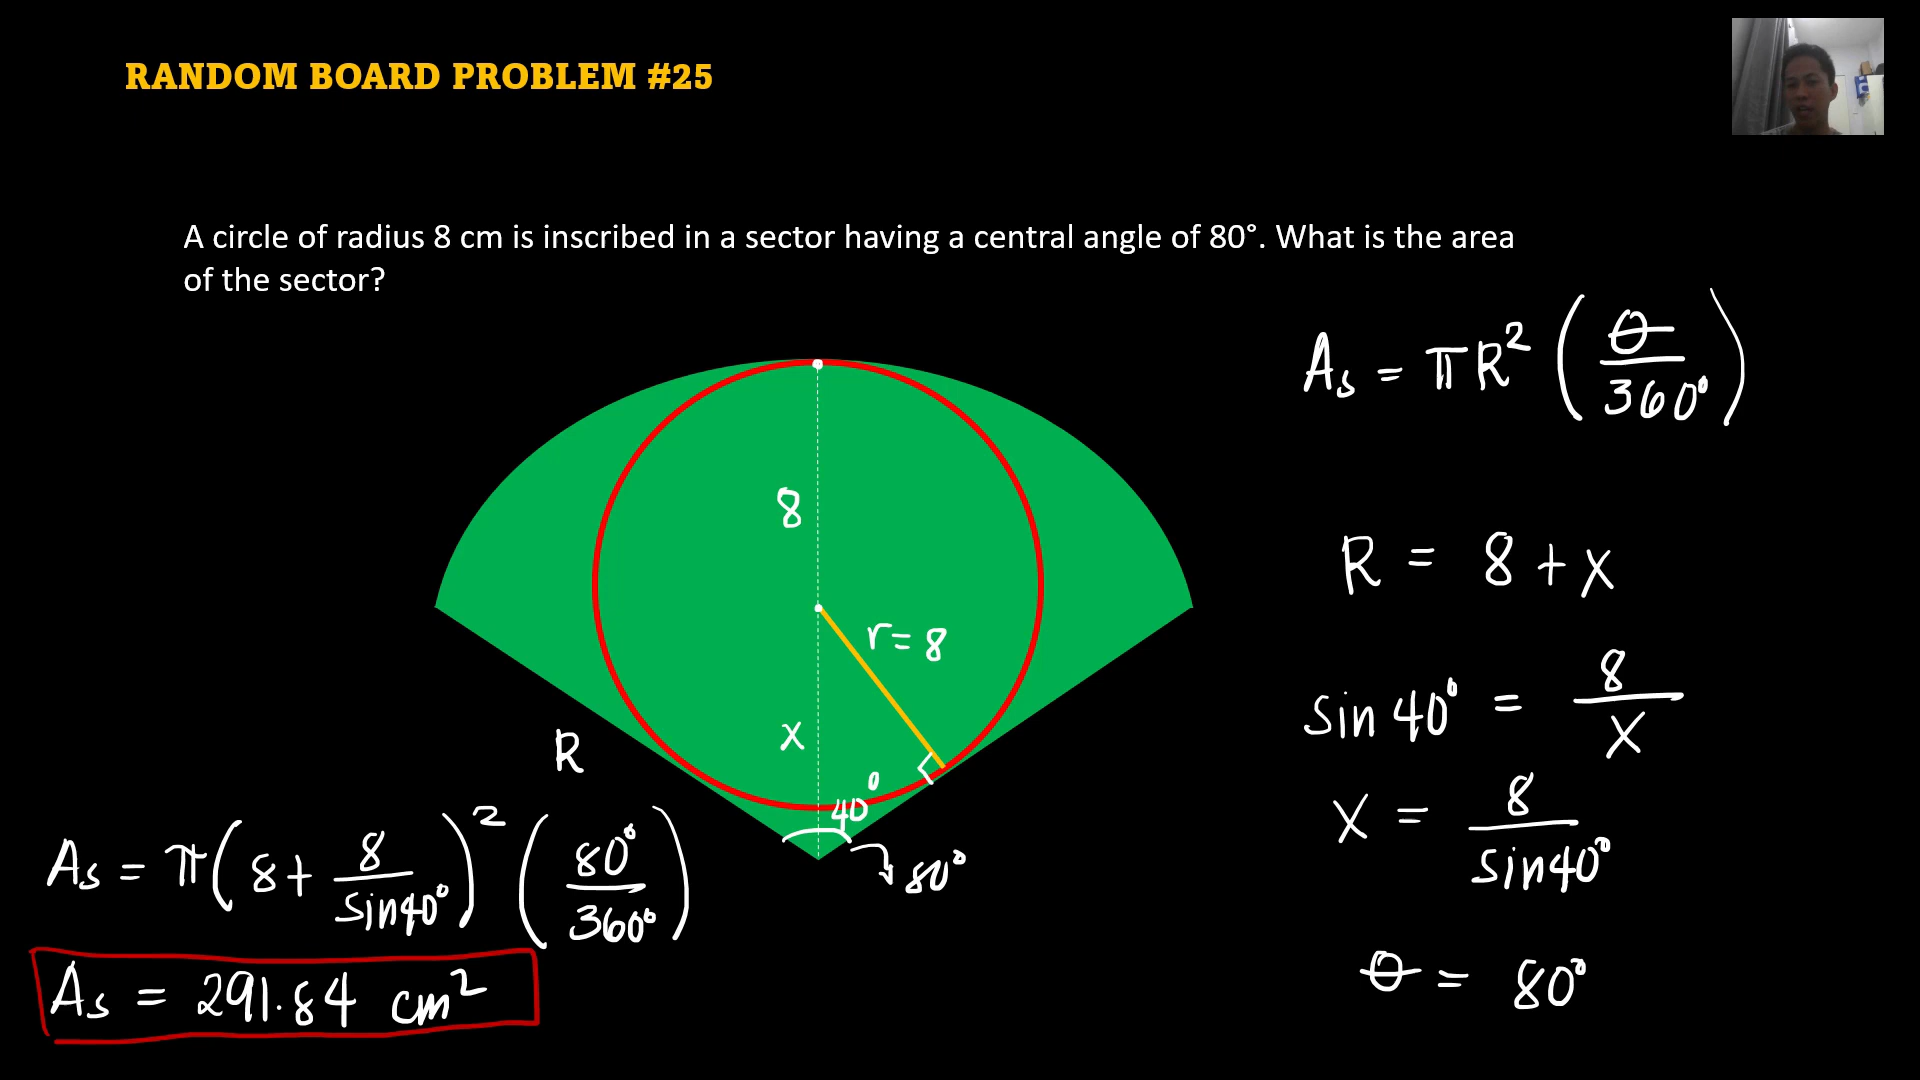 RANDOM BOARD PROBLEM #25
A circle of radius 8 cm is inscribed in a sector having a central angle of 80°. What is the area
of the sector?
As = πR² (θ/360°)
8
R = 8 + x
r = 8
sin 40° = 8/x
x
R
40°
x = 8/sin40°
80°
As = π(8 + 8/sin40°)² (80°/360°)
θ = 80°
As = 291.84 cm²